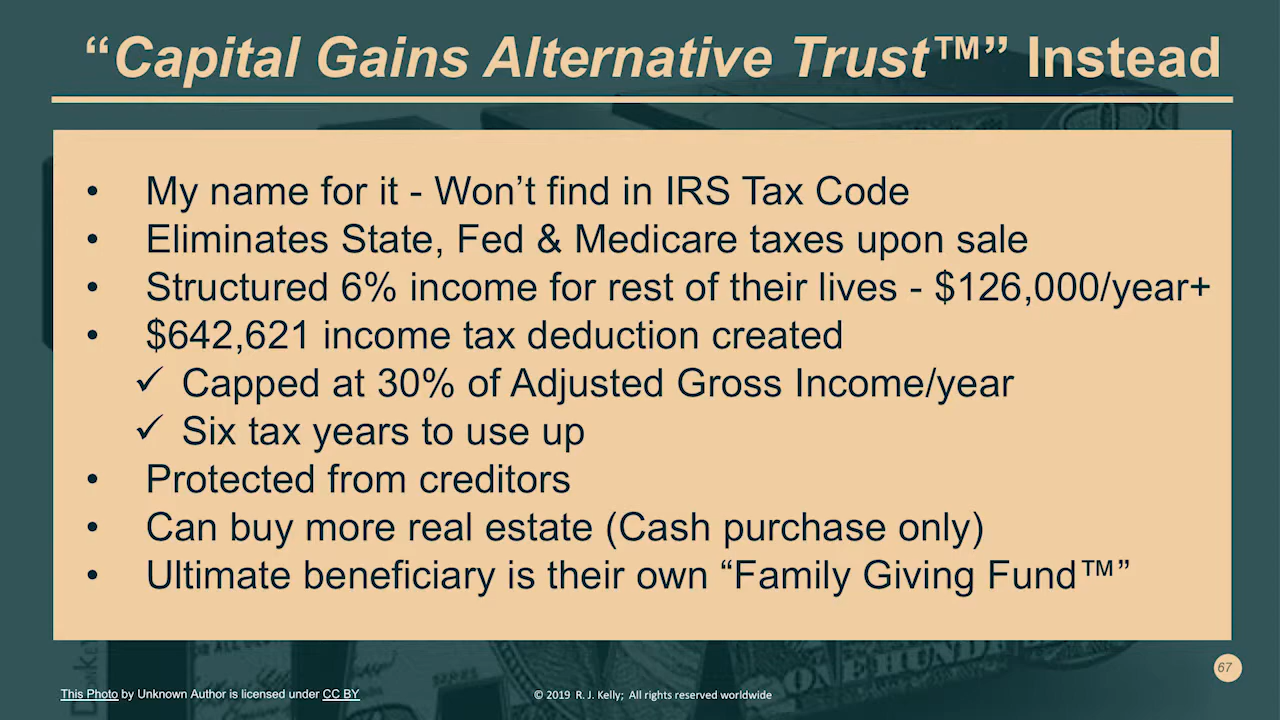 “Capital Gains Alternative Trust™” Instead
• My name for it - Won’t find in IRS Tax Code
• Eliminates State, Fed & Medicare taxes upon sale
• Structured 6% income for rest of their lives - $126,000/year+
• $642,621 income tax deduction created
✓ Capped at 30% of Adjusted Gross Income/year
✓ Six tax years to use up
• Protected from creditors
• Can buy more real estate (Cash purchase only)
• Ultimate beneficiary is their own “Family Giving Fund™”
67
This Photo by Unknown Author is licensed under CC BY
© 2019 R. J. Kelly; All rights reserved worldwide